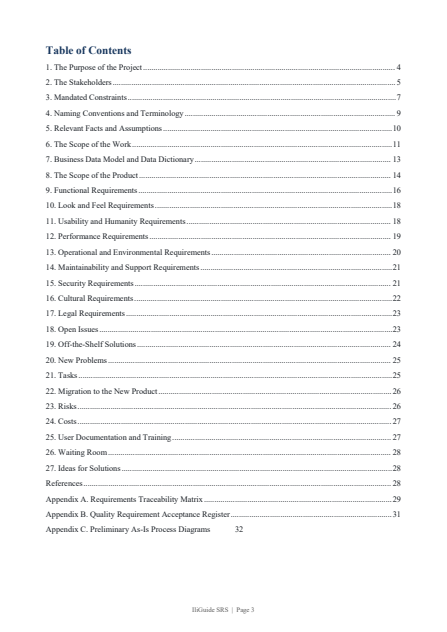 Table of Contents
1. The Purpose of the Project........4
2. The Stakeholders........5
3. Mandated Constraints........7
4. Naming Conventions and Terminology........9
5. Relevant Facts and Assumptions........10
6. The Scope of the Work........11
7. Business Data Model and Data Dictionary........13
8. The Scope of the Product........14
9. Functional Requirements........16
10. Look and Feel Requirements........18
11. Usability and Humanity Requirements........18
12. Performance Requirements........19
13. Operational and Environmental Requirements........20
14. Maintainability and Support Requirements........21
15. Security Requirements........21
16. Cultural Requirements........22
17. Legal Requirements........23
18. Open Issues........23
19. Off-the-Shelf Solutions........24
20. New Problems........25
21. Tasks........25
22. Migration to the New Product........26
23. Risks........26
24. Costs........27
25. User Documentation and Training........27
26. Waiting Room........28
27. Ideas for Solutions........28
References........28
Appendix A. Requirements Traceability Matrix........29
Appendix B. Quality Requirement Acceptance Register........31
Appendix C. Preliminary As-Is Process Diagrams 32
IliGuide SRS | Page 3